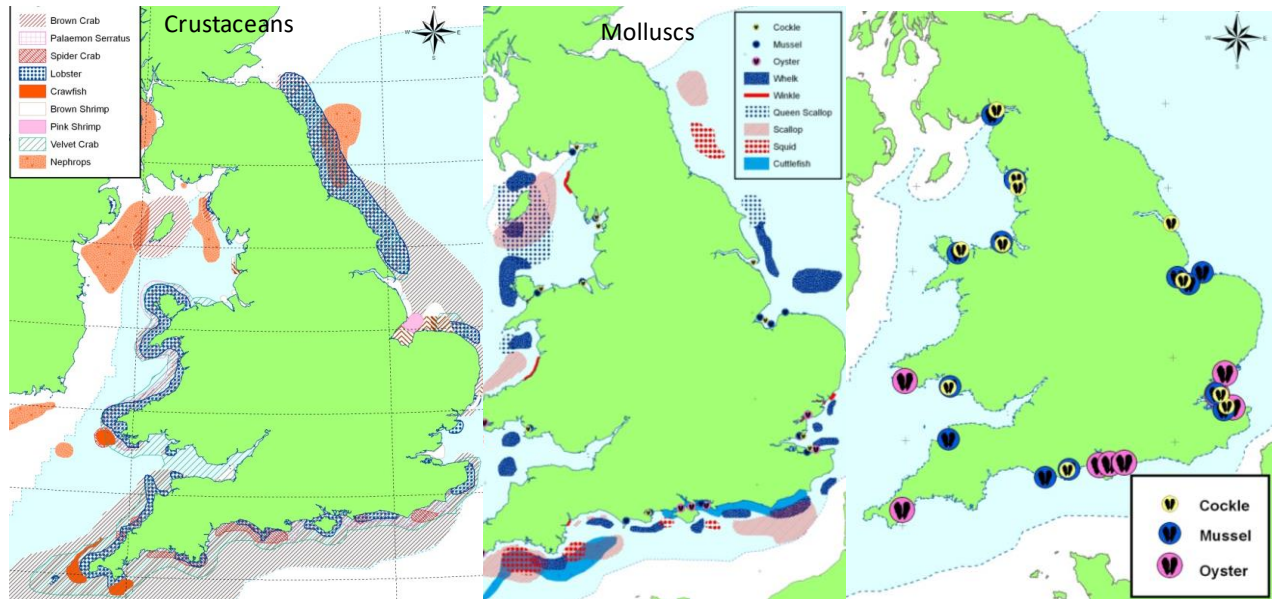 Crustaceans
Brown Crab
Palaemon Serratus
Spider Crab
Lobster
Crawfish
Brown Shrimp
Pink Shrimp
Velvet Crab
Nephrops
N
W E
S
Molluscs
Cockle
Mussel
Oyster
Whelk
Winkle
Queen Scallop
Scallop
Squid
Cuttlefish
N
W E
S
Cockle
Mussel
Oyster